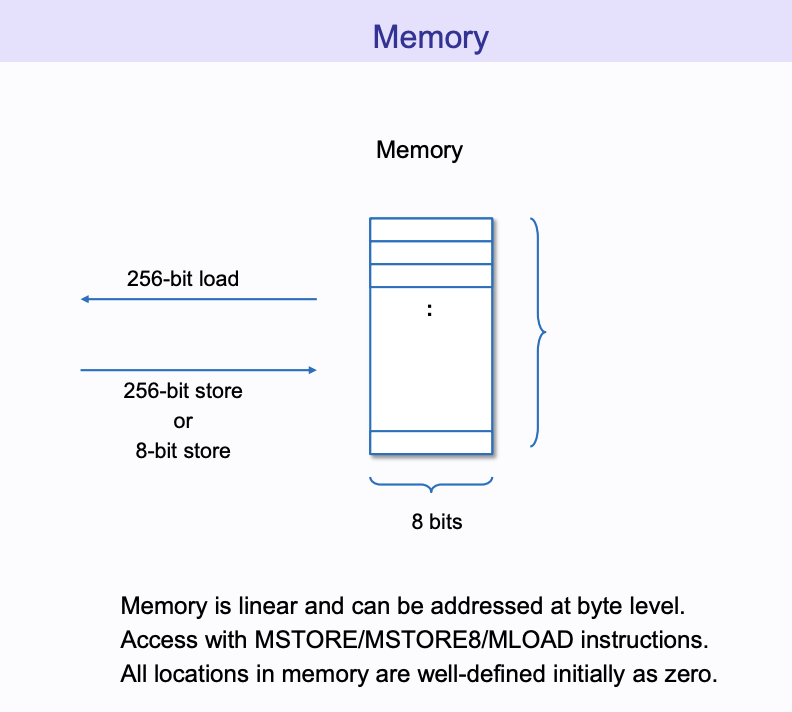 Memory
Memory
256-bit load
:
256-bit store
or
8-bit store
8 bits
Memory is linear and can be addressed at byte level.
Access with MSTORE/MSTORE8/MLOAD instructions.
All locations in memory are well-defined initially as zero.